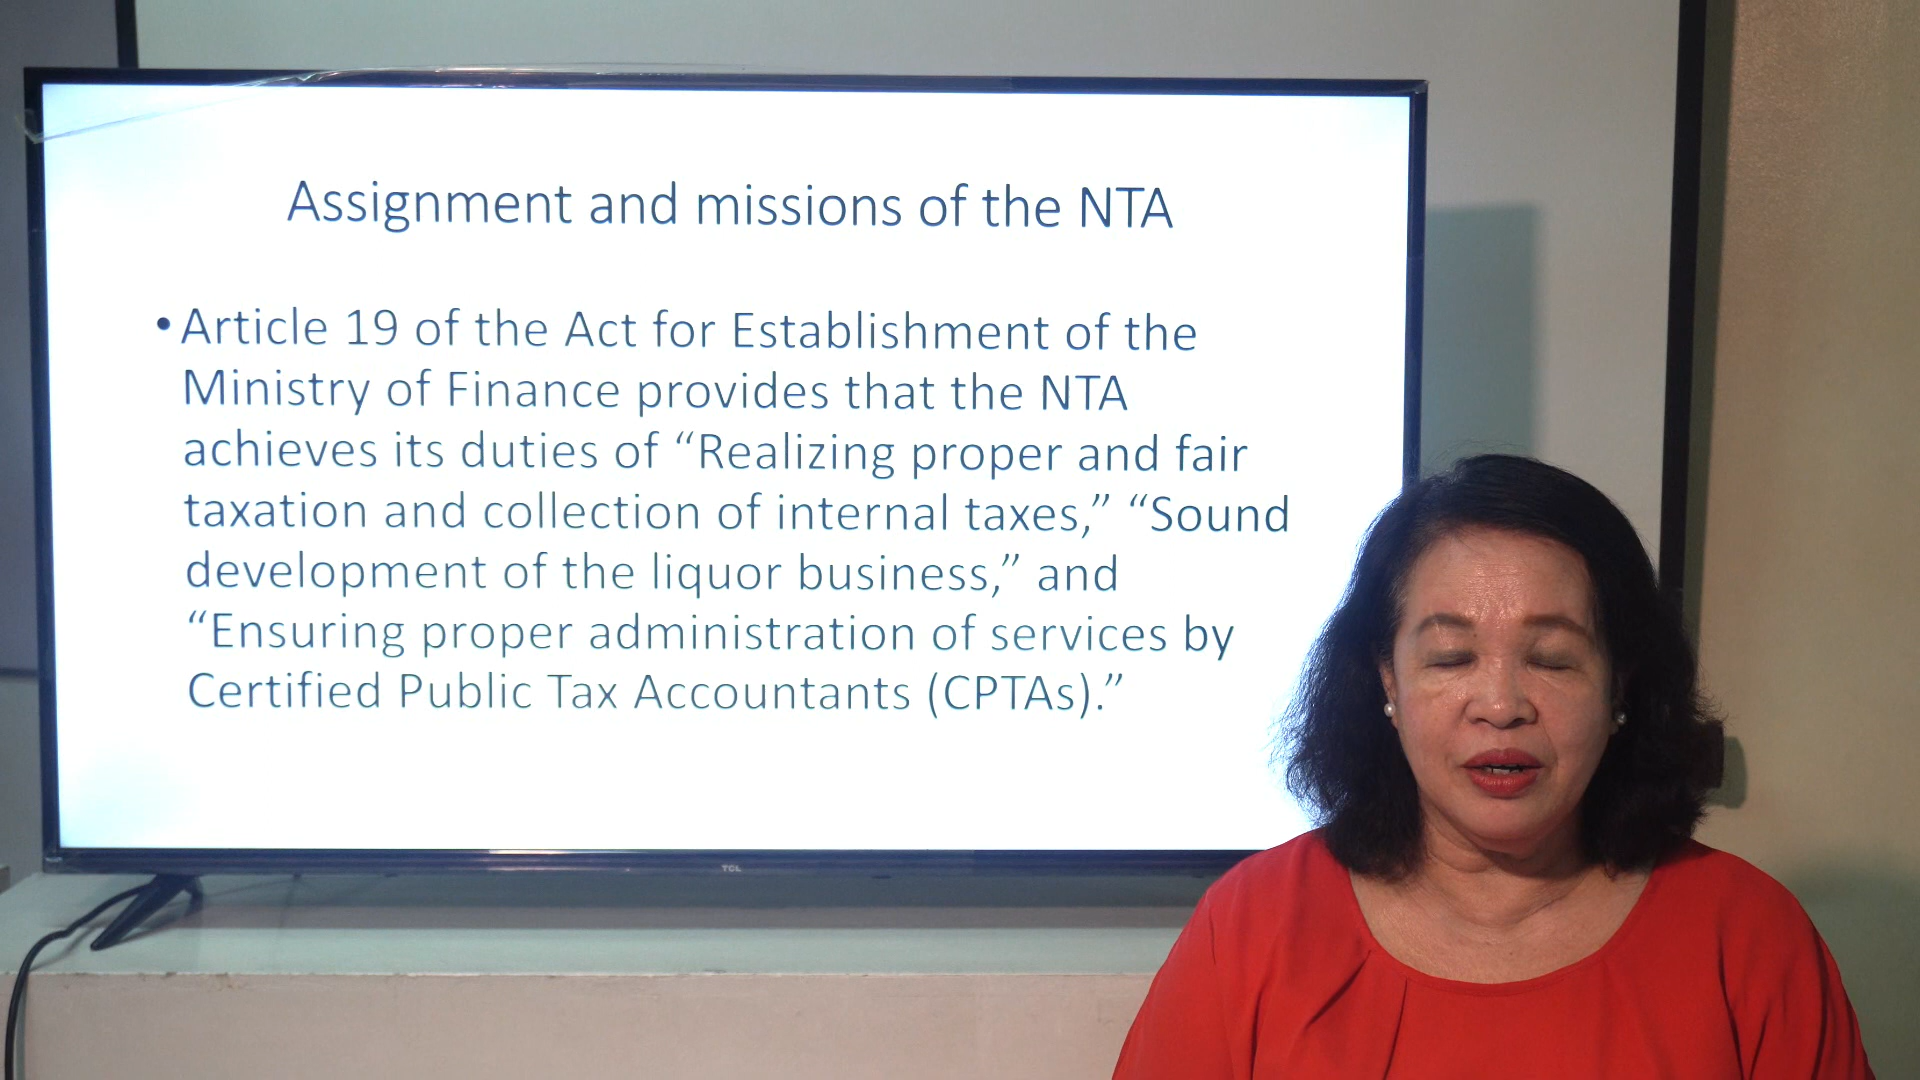 Assignment and missions of the NTA
• Article 19 of the Act for Establishment of the
Ministry of Finance provides that the NTA
achieves its duties of “Realizing proper and fair
taxation and collection of internal taxes,” “Sound
development of the liquor business,” and
“Ensuring proper administration of services by
Certified Public Tax Accountants (CPTAs).”
TCL